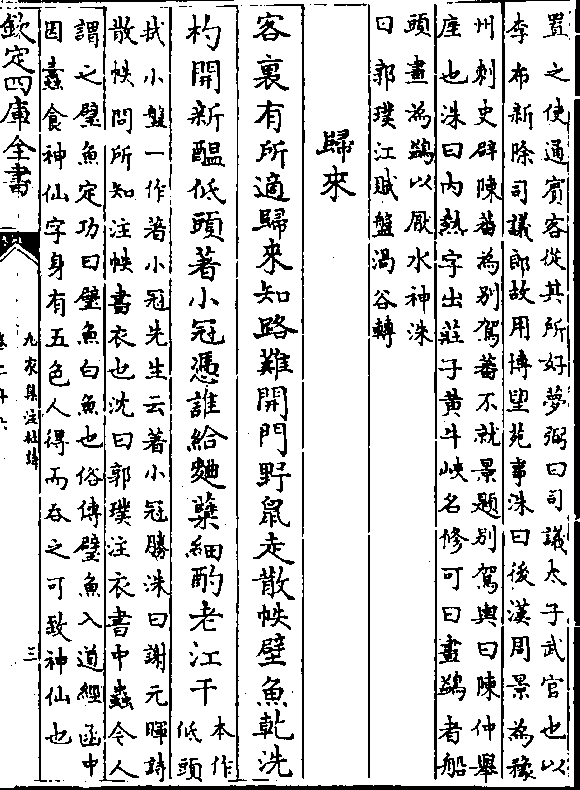 置之使通賓客從其所好夢弼曰司議太子武官也以
李布新除司議郎故用博望苑事洙曰後漢周景為豫
州刺史辟陳蕃為别駕蕃不就景題别駕輿曰陳仲舉
座也洙曰内熱字出莊子黄牛峽名修可曰畫鷁者船
頭畫為鷁以厭水神洙
曰郭璞江賦盤渦谷轉
歸來
客裏有所適歸來知路難開門野鼠走散帙壁魚乾洗
杓開新醖低頭著小冠憑誰給麴糵細酌老江干
本作
低頭
拭小盤一作著小冠先生云著小冠勝洙曰謝元暉詩
散帙問所知注帙書衣也沈曰郭璞注衣書中蟲今人
謂之壁魚定功曰壁魚白魚也俗傳壁魚入道經函中
因蠹食神仙字身有五色人得而吞之可致神仙也
欽定四庫全書
九家集注杜詩
卷二十六
三